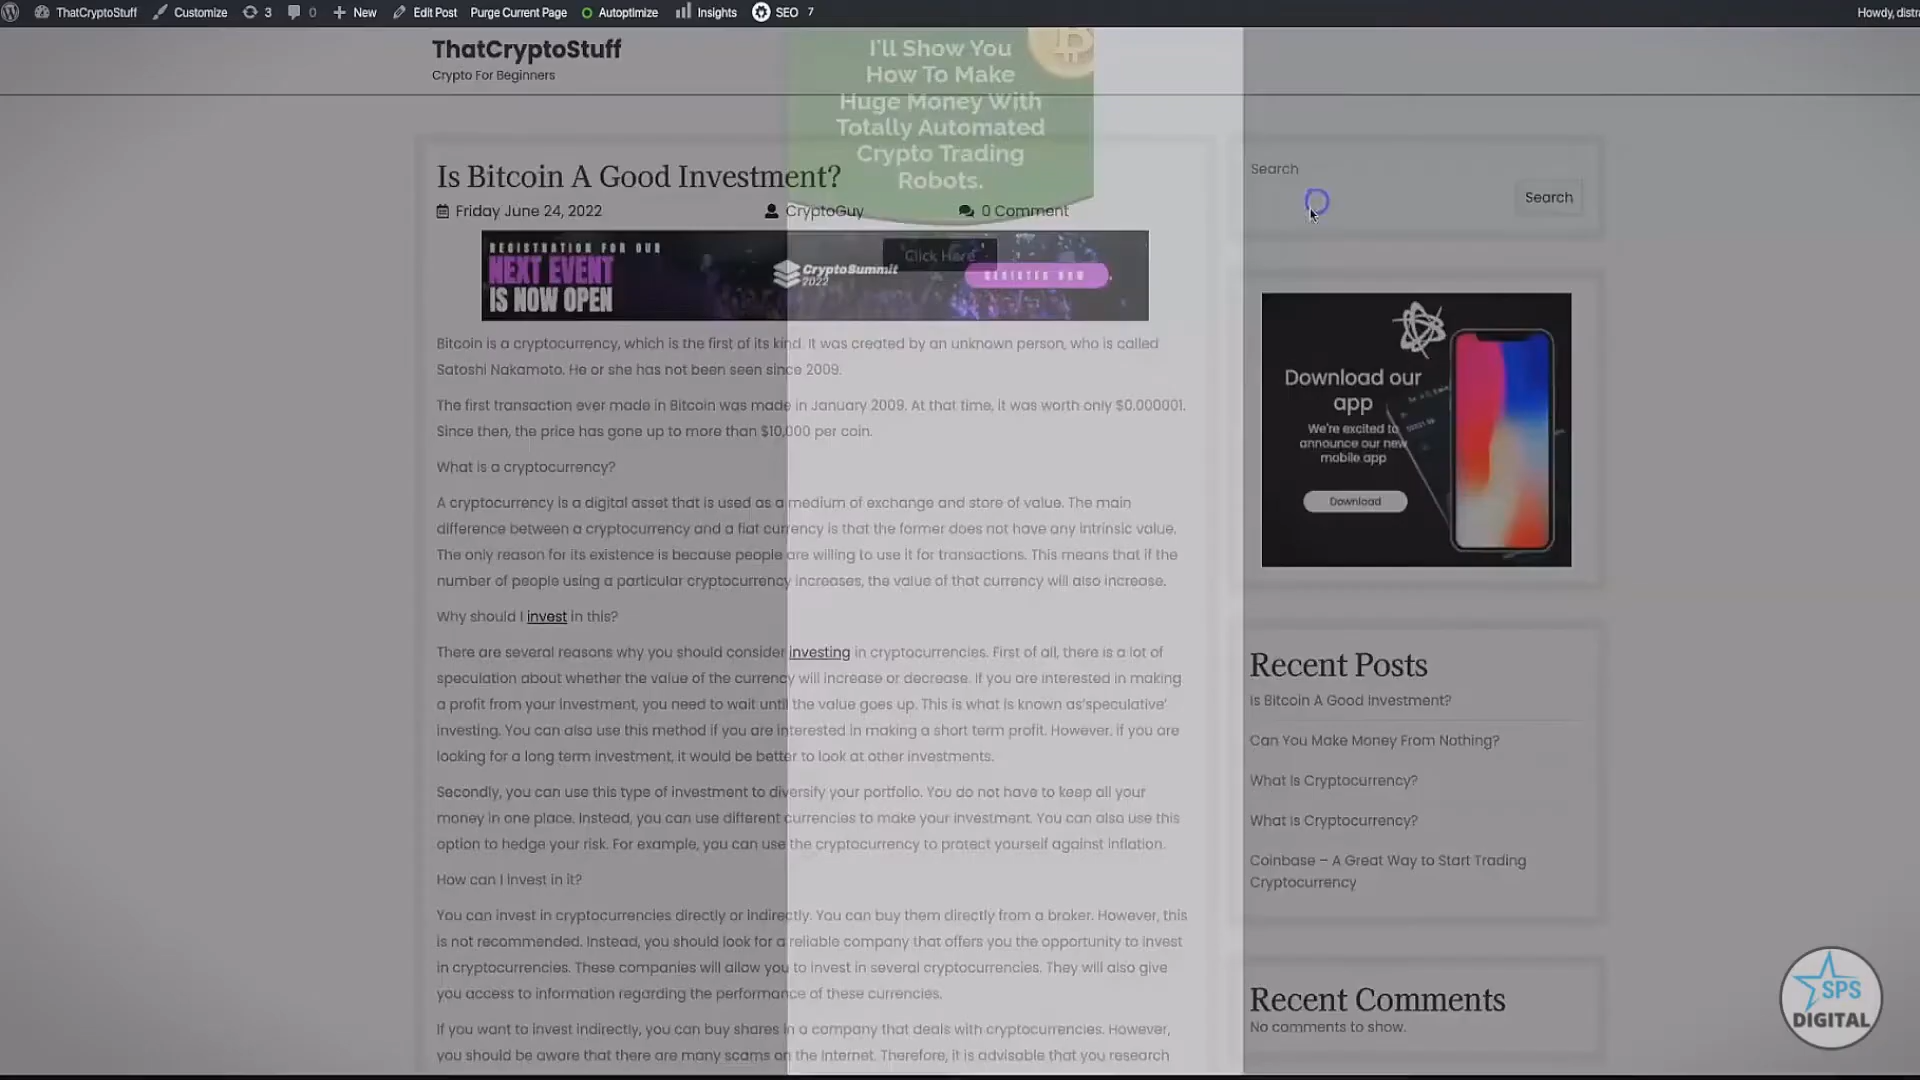 ThatCryptoStuff Customize 3 0 New Edit Post Purge Current Page Autoptimize Insights SEO 7 Howdy, distr
ThatCryptoStuff
Crypto For Beginners
I'll Show You
How To Make
Huge Money With
Totally Automated
Crypto Trading
Robots.
Click Here
Is Bitcoin A Good Investment?
Friday June 24, 2022 CryptoGuy 0 Comment
REGISTRATION FOR OUR
NEXT EVENT
IS NOW OPEN
CryptoSummit
2022
REGISTER NOW
Bitcoin is a cryptocurrency, which is the first of its kind. It was created by an unknown person, who is called
Satoshi Nakamoto. He or she has not been seen since 2009.
The first transaction ever made in Bitcoin was made in January 2009. At that time, it was worth only $0.000001.
Since then, the price has gone up to more than $10,000 per coin.
What is a cryptocurrency?
A cryptocurrency is a digital asset that is used as a medium of exchange and store of value. The main
difference between a cryptocurrency and a fiat currency is that the former does not have any intrinsic value.
The only reason for its existence is because people are willing to use it for transactions. This means that if the
number of people using a particular cryptocurrency increases, the value of that currency will also increase.
Why should I invest in this?
There are several reasons why you should consider investing in cryptocurrencies. First of all, there is a lot of
speculation about whether the value of the currency will increase or decrease. If you are interested in making
a profit from your investment, you need to wait until the value goes up. This is what is known as'speculative'
investing. You can also use this method if you are interested in making a short term profit. However, if you are
looking for a long term investment, it would be better to look at other investments.
Secondly, you can use this type of investment to diversify your portfolio. You do not have to keep all your
money in one place. Instead, you can use different currencies to make your investment. You can also use this
option to hedge your risk. For example, you can use the cryptocurrency to protect yourself against inflation.
How can I invest in it?
You can invest in cryptocurrencies directly or indirectly. You can buy them directly from a broker. However, this
is not recommended. Instead, you should look for a reliable company that offers you the opportunity to invest
in cryptocurrencies. These companies will allow you to invest in several cryptocurrencies. They will also give
you access to information regarding the performance of these currencies.
If you want to invest indirectly, you can buy shares in a company that deals with cryptocurrencies. However,
you should be aware that there are many scams on the internet. Therefore, it is advisable that you research
Search
Search
Download our
app
We're excited to
announce our new
mobile app
Download
Recent Posts
Is Bitcoin A Good Investment?
Can You Make Money From Nothing?
What Is Cryptocurrency?
What is Cryptocurrency?
Coinbase – A Great Way to Start Trading
Cryptocurrency
Recent Comments
No comments to show.
SPS
DIGITAL